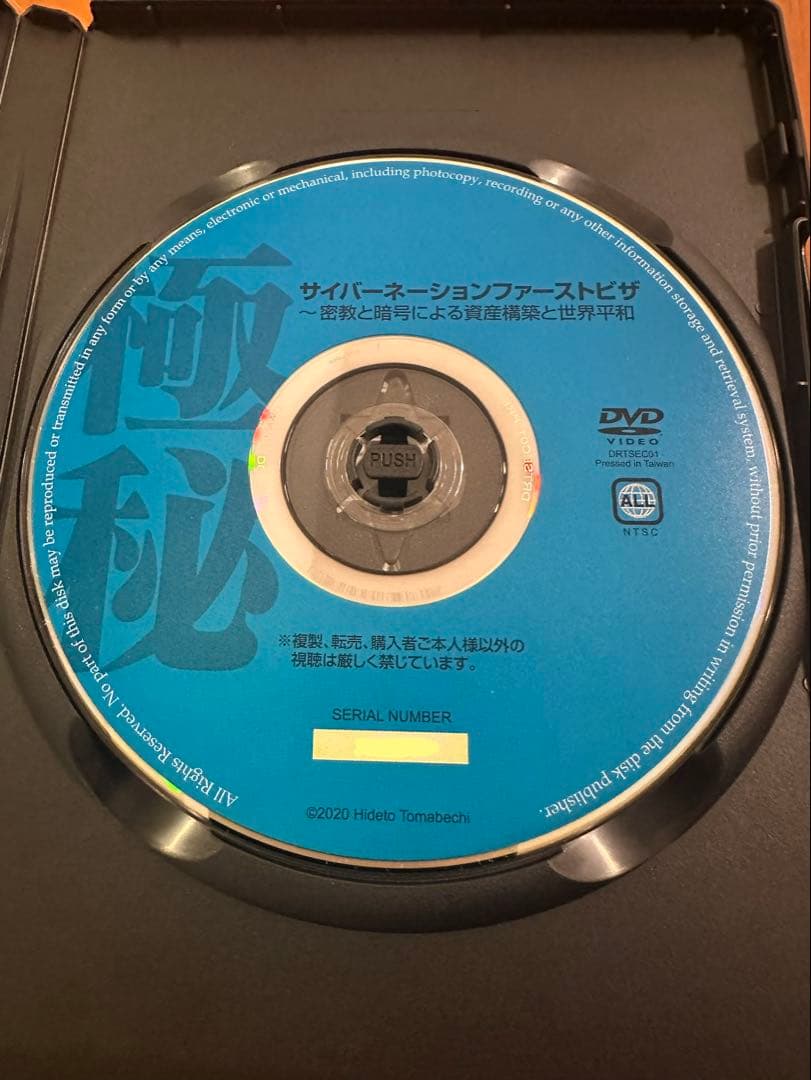 All Rights Reserved. No part of this disk may be reproduced or transmitted in any form or by any means, electronic or mechanical, including photocopy, recording or any other information storage and retrieval system, without prior permission in writing from the disk publisher.
極秘
サイバーネーションファーストビザ
～密教と暗号による資産構築と世界平和
DVD
VIDEO
DRTSEC01
Pressed in Taiwan
ALL
NTSC
PUSH
※複製、転売、購入者ご本人様以外の
視聴は厳しく禁じています。
SERIAL NUMBER
©2020 Hideto Tomabechi